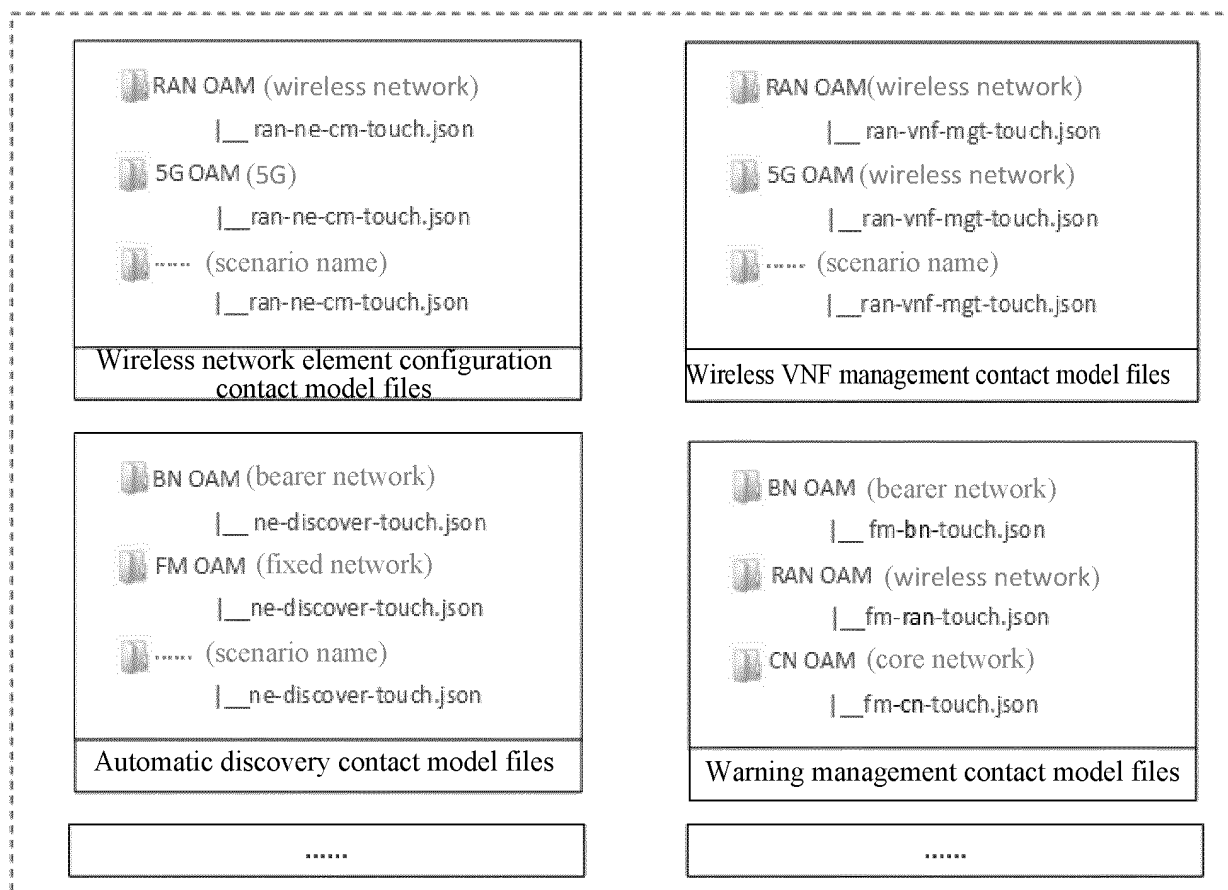 RAN OAM (wireless network)
|__ ran-ne-cm-touch.json
5G OAM (5G)
|__ran-ne-cm-touch.json
...... (scenario name)
|__ran-ne-cm-touch.json
Wireless network element configuration
contact model files
RAN OAM(wireless network)
|__ ran-vnf-mgt-touch.json
5G OAM (wireless network)
|__ran-vnf-mgt-touch.json
...... (scenario name)
|__ran-vnf-mgt-touch.json
Wireless VNF management contact model files
BN OAM (bearer network)
|__ ne-discover-touch.json
FM OAM (fixed network)
|__ne-discover-touch.json
...... (scenario name)
|__ne-discover-touch.json
Automatic discovery contact model files
BN OAM (bearer network)
|__ fm-bn-touch.json
RAN OAM (wireless network)
|__fm-ran-touch.json
CN OAM (core network)
|__fm-cn-touch.json
Warning management contact model files
......
......